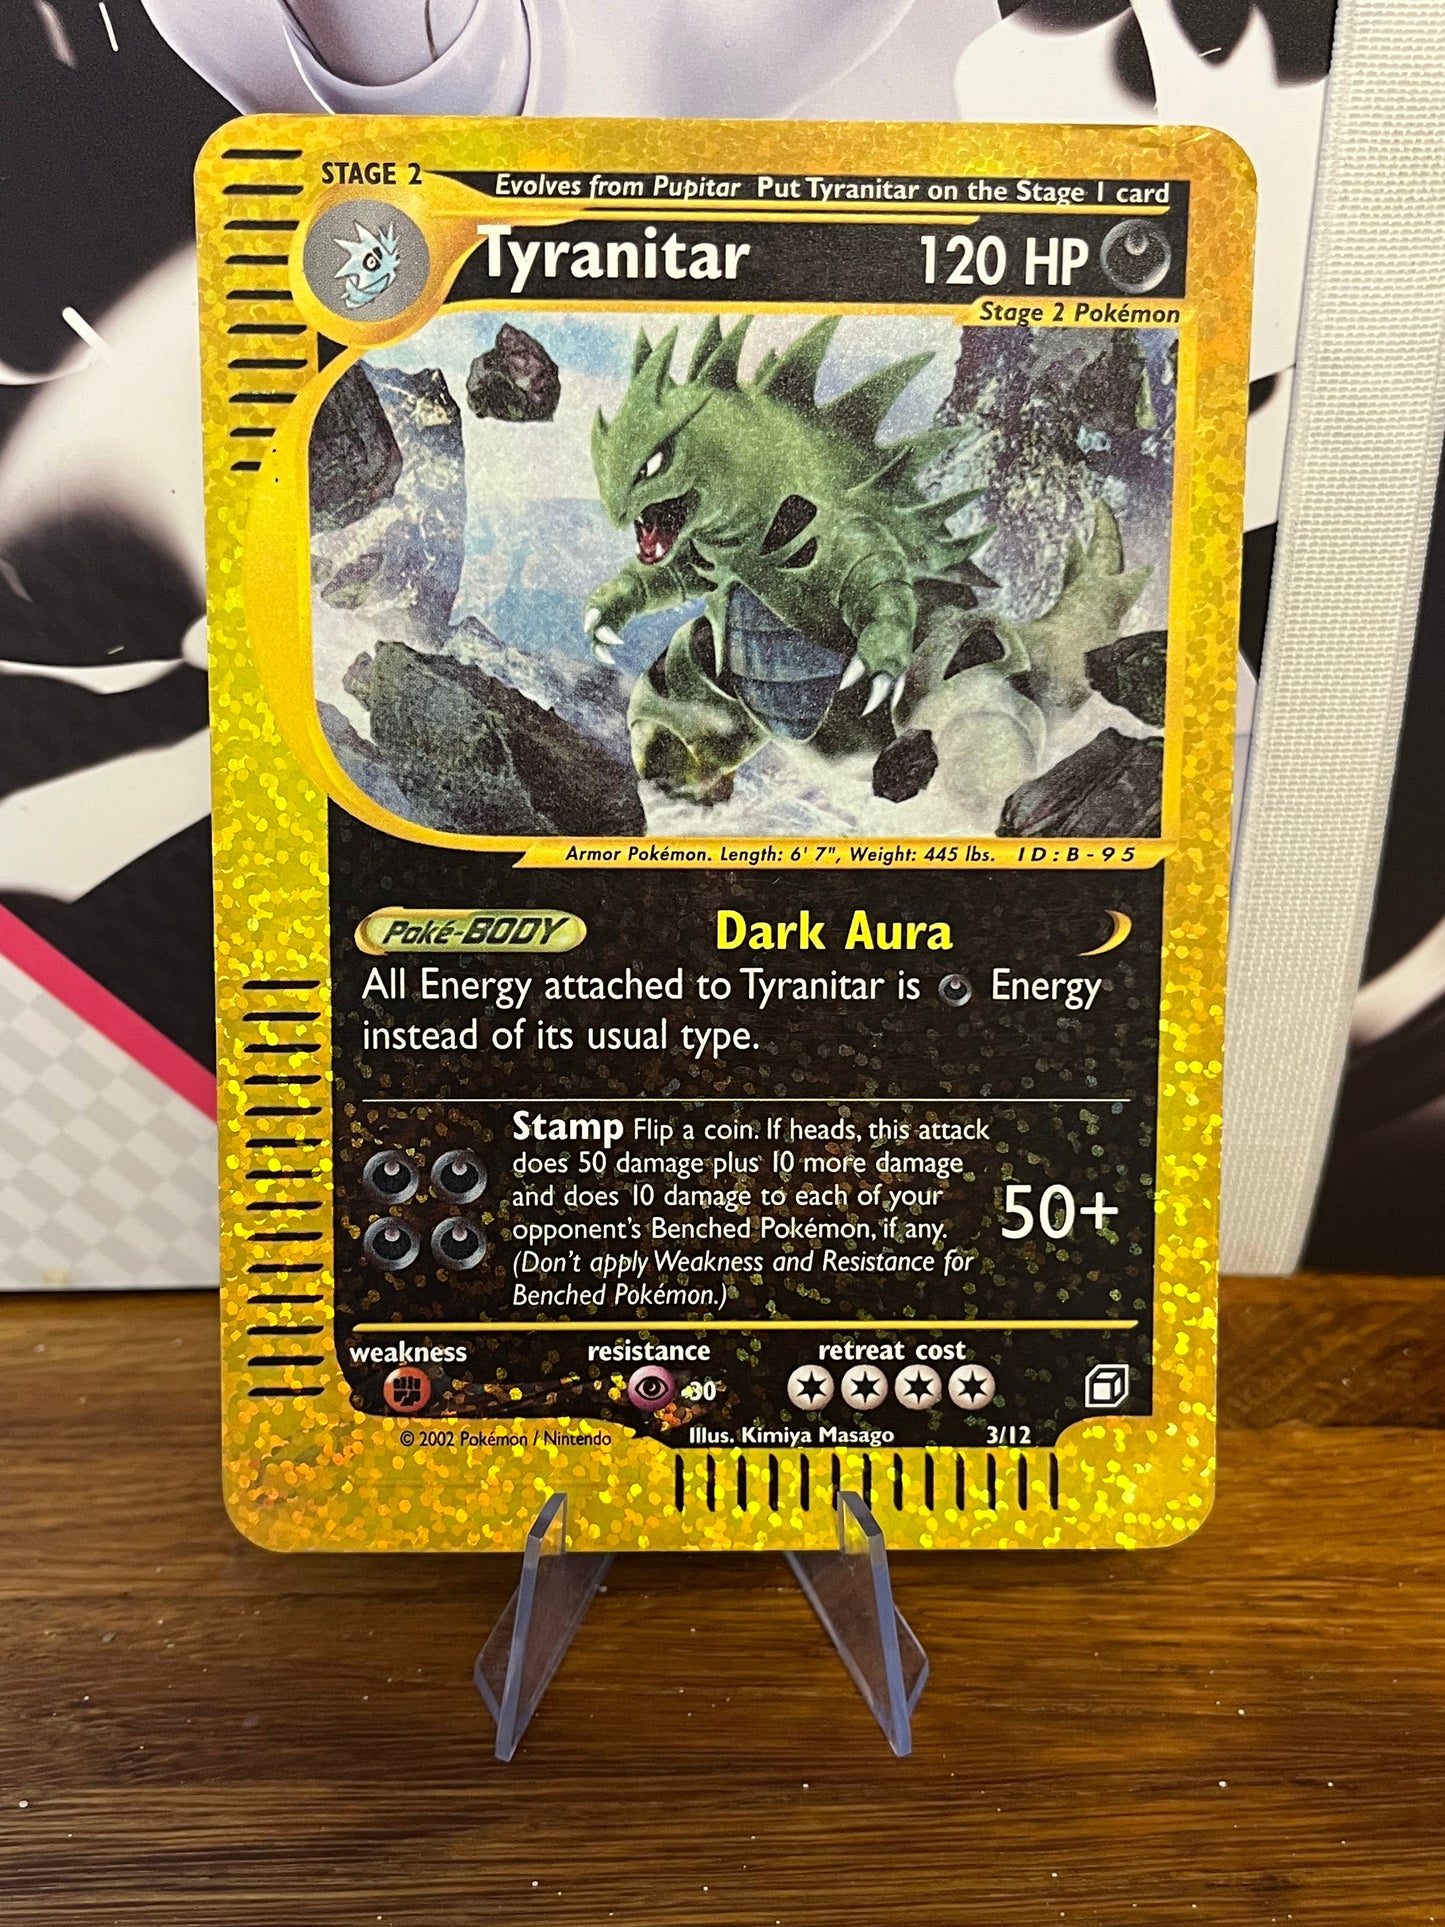 STAGE 2
Evolves from Pupitar Put Tyranitar on the Stage 1 card
Tyranitar 120 HP
Stage 2 Pokémon
Armor Pokémon. Length: 6' 7", Weight: 445 lbs. ID:B-95
Poké-BODY Dark Aura
All Energy attached to Tyranitar is Energy
instead of its usual type.
Stamp Flip a coin. If heads, this attack
does 50 damage plus 10 more damage
and does 10 damage to each of your
opponent's Benched Pokémon, if any.
(Don't apply Weakness and Resistance for
Benched Pokémon.)
50+
weakness resistance retreat cost
-30
© 2002 Pokémon / Nintendo Illus. Kimiya Masago 3/12